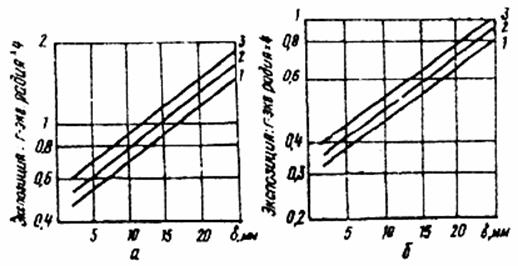 Экспозиция. г-экв радия*ч
2
1
0,8
0,6
0,4
3
2
1
5 10 15 20 δ,мм
а
Экспозиция: г-экв радия*ч
1
0,8
0,6
0,4
0,3
0,2
3
2
1
5 10 15 20 δ,мм
б